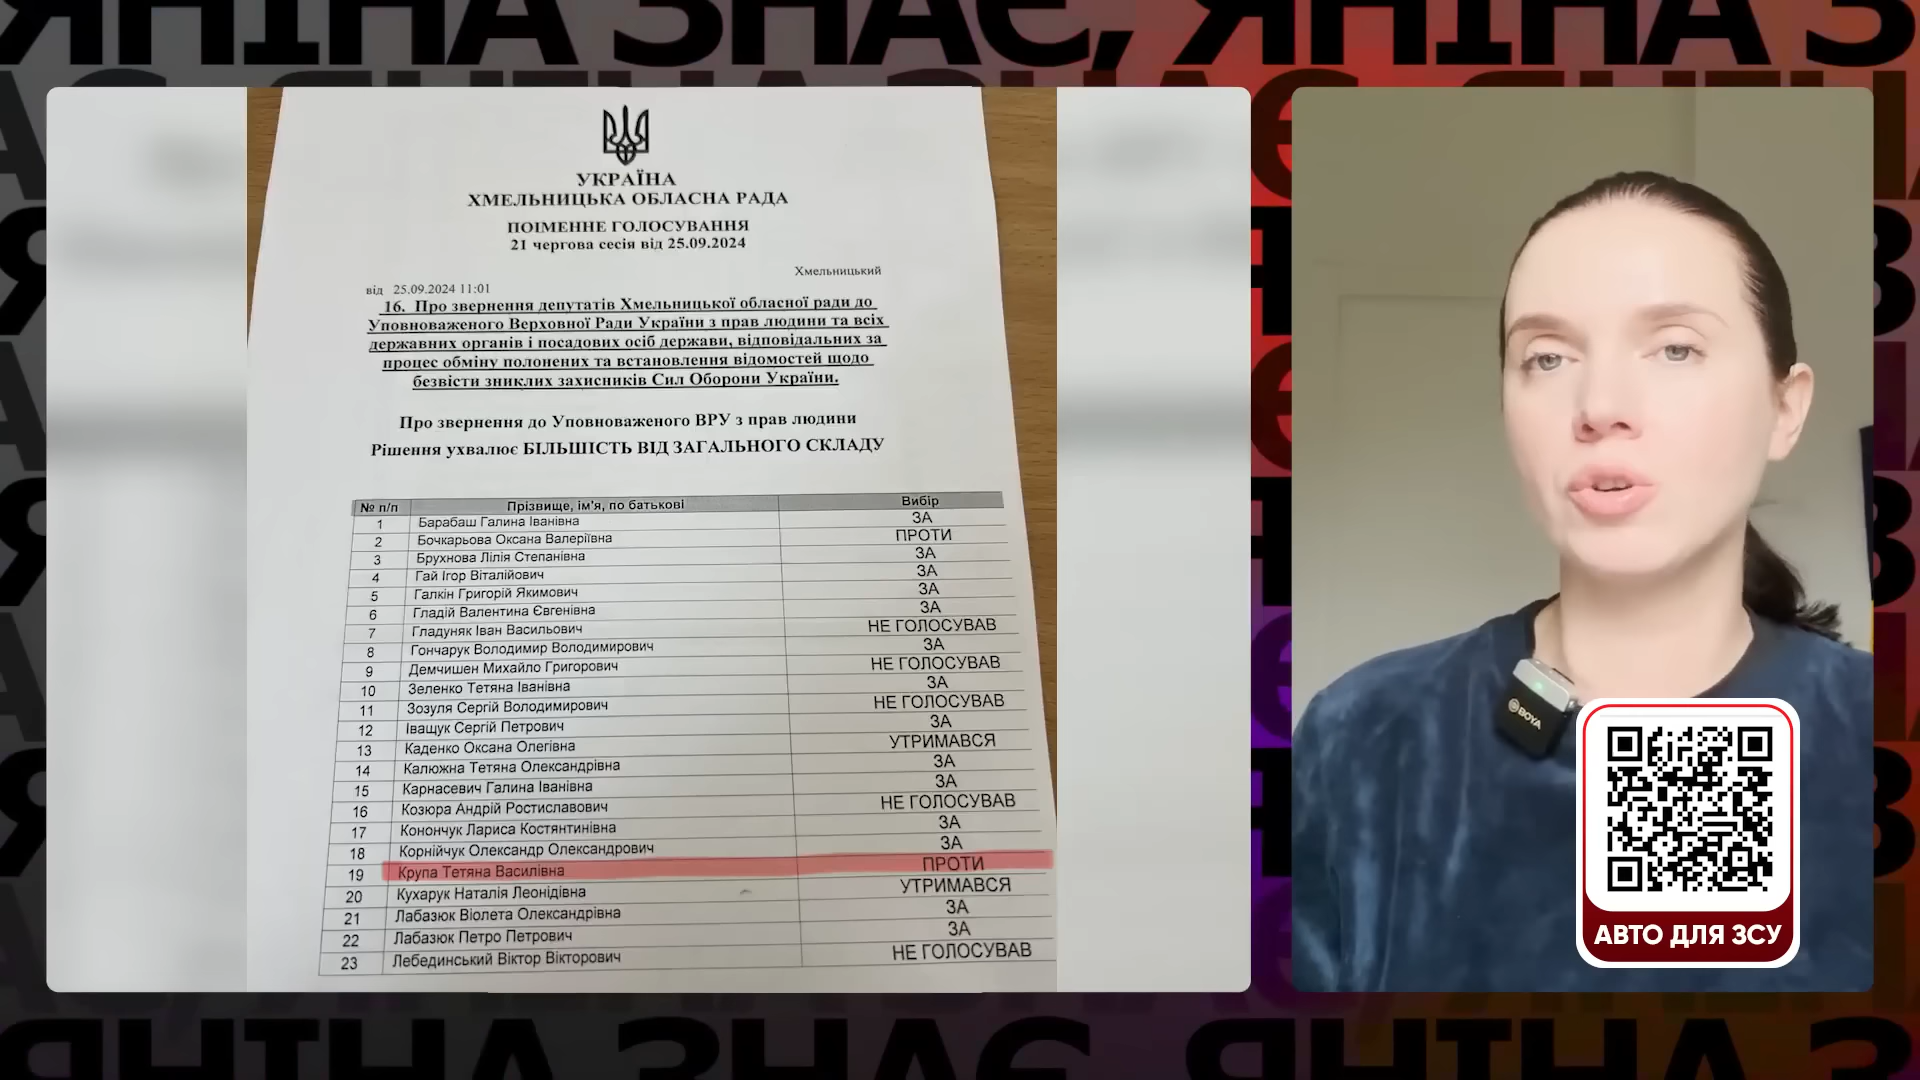 ЯНІНА ЗНАЄ, ЯНІНА З
УКРАЇНА
ХМЕЛЬНИЦЬКА ОБЛАСНА РАДА
ПОІМЕННЕ ГОЛОСУВАННЯ
21 чергова сесія від 25.09.2024
Хмельницький
від 25.09.2024 11:01
16. Про звернення депутатів Хмельницької обласної ради до
Уповноваженого Верховної Ради України з прав людини та всіх
державних органів і посадових осіб держави, відповідальних за
процес обміну полонених та встановлення відомостей щодо
безвісти зниклих захисників Сил Оборони України.
Про звернення до Уповноваженого ВРУ з прав людини
Рішення ухвалює БІЛЬШІСТЬ ВІД ЗАГАЛЬНОГО СКЛАДУ
№ п/п Прізвище, ім'я, по батькові Вибір
1 Барабаш Галина Іванівна ЗА
2 Бочкарьова Оксана Валеріївна ПРОТИ
3 Брухнова Лілія Степанівна ЗА
4 Гай Ігор Віталійович ЗА
5 Галкін Григорій Якимович ЗА
6 Гладій Валентина Євгенівна ЗА
7 Гладуняк Іван Васильович НЕ ГОЛОСУВАВ
8 Гончарук Володимир Володимирович ЗА
9 Демчишен Михайло Григорович НЕ ГОЛОСУВАВ
10 Зеленко Тетяна Іванівна ЗА
11 Зозуля Сергій Володимирович НЕ ГОЛОСУВАВ
12 Іващук Сергій Петрович ЗА
13 Каденко Оксана Олегівна УТРИМАВСЯ
14 Калюжна Тетяна Олександрівна ЗА
15 Карнасевич Галина Іванівна ЗА
16 Козюра Андрій Ростиславович НЕ ГОЛОСУВАВ
17 Конончук Лариса Костянтинівна ЗА
18 Корнійчук Олександр Олександрович ЗА
19 Крупа Тетяна Василівна ПРОТИ
20 Кухарук Наталія Леонідівна УТРИМАВСЯ
21 Лабазюк Віолета Олександрівна ЗА
22 Лабазюк Петро Петрович ЗА
23 Лебединський Віктор Вікторович НЕ ГОЛОСУВАВ
BOYA
АВТО ДЛЯ ЗСУ
ЯНІНА ЗНАЄ, ЯНІНА З